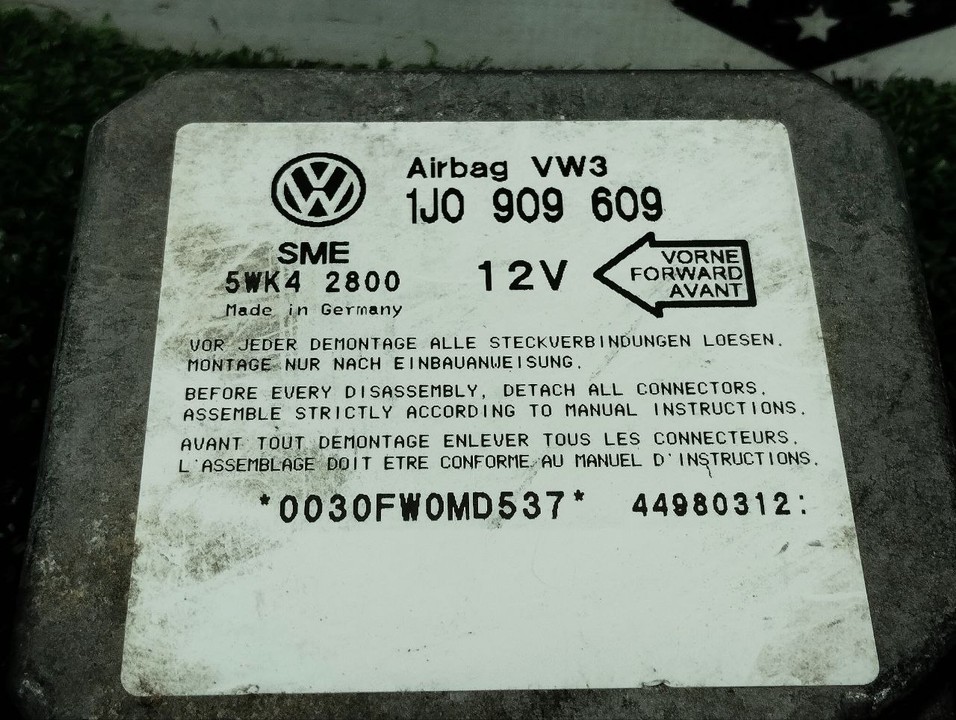 Airbag VW3
1J0 909 609
SME
5WK4 2800
Made in Germany
12V
VORNE
FORWARD
AVANT
VOR JEDER DEMONTAGE ALLE STECKVERBINDUNGEN LOESEN.
MONTAGE NUR NACH EINBAUANWEISUNG.
BEFORE EVERY DISASSEMBLY, DETACH ALL CONNECTORS.
ASSEMBLE STRICTLY ACCORDING TO MANUAL INSTRUCTIONS.
AVANT TOUT DEMONTAGE ENLEVER TOUS LES CONNECTEURS.
L'ASSEMBLAGE DOIT ETRE CONFORME AU MANUEL D'INSTRUCTIONS.
*0030FW0MD537* 44980312: